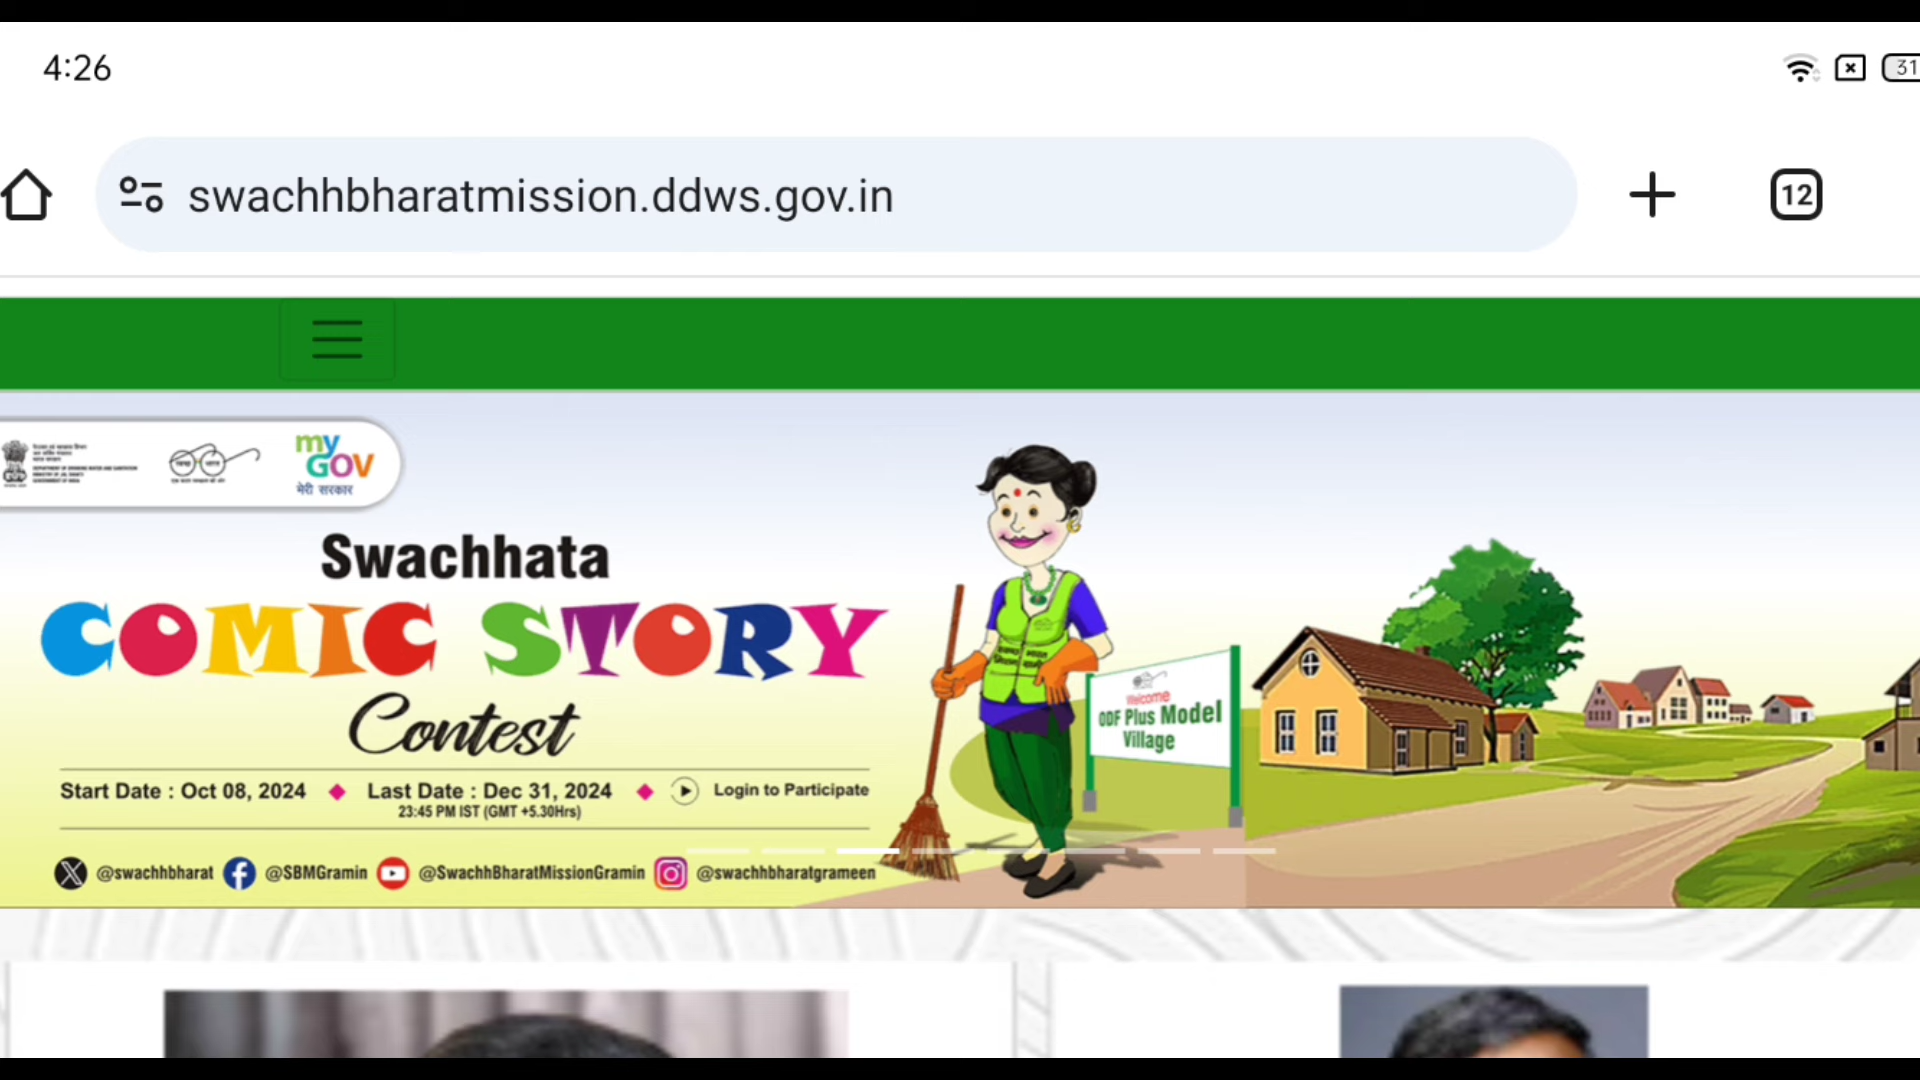 4:26
31
swachhbharatmission.ddws.gov.in
12
my
GOV
मेरी सरकार
Swachhata
COMIC STORY
Contest
Start Date : Oct 08, 2024
Last Date : Dec 31, 2024
Login to Participate
23:45 PM IST (GMT +5.30Hrs)
@swachhbharat
@SBMGramin
@SwachhBharatMissionGramin
@swachhbharatgrameen
Welcome
ODF Plus Model
Village